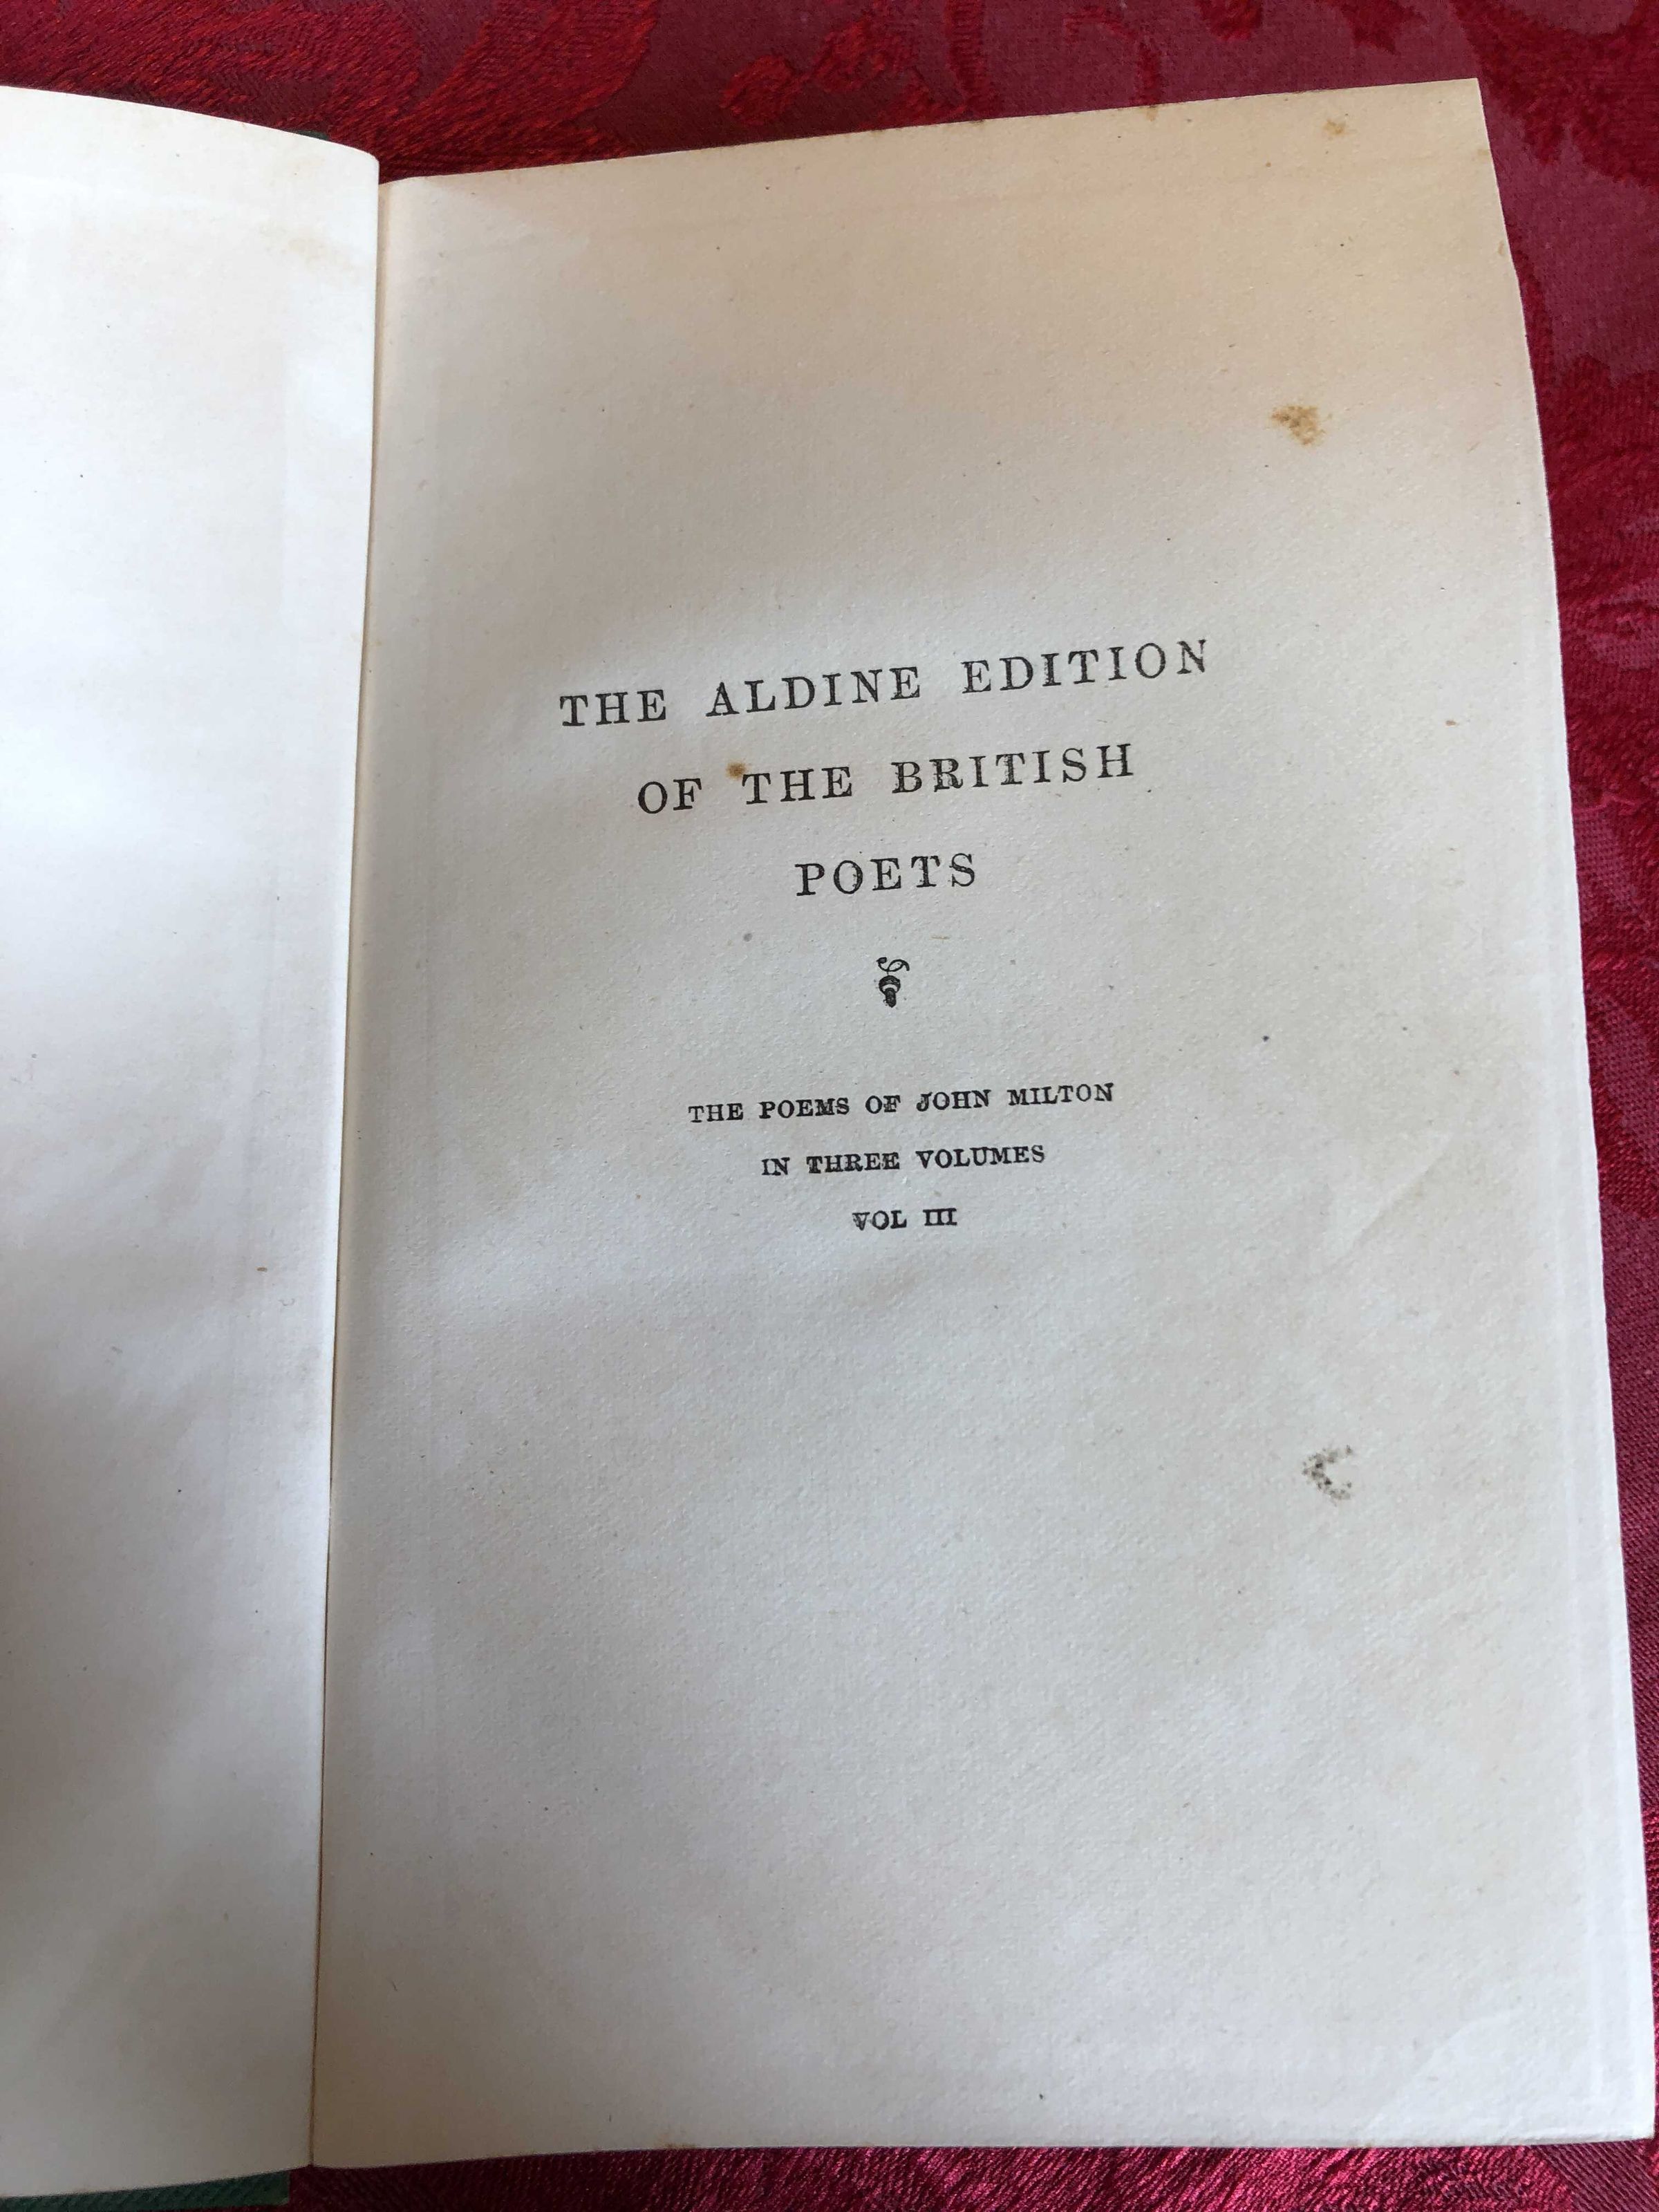 THE ALDINE EDITION
OF THE BRITISH
POETS
THE POEMS OF JOHN MILTON
IN THREE VOLUMES
VOL III